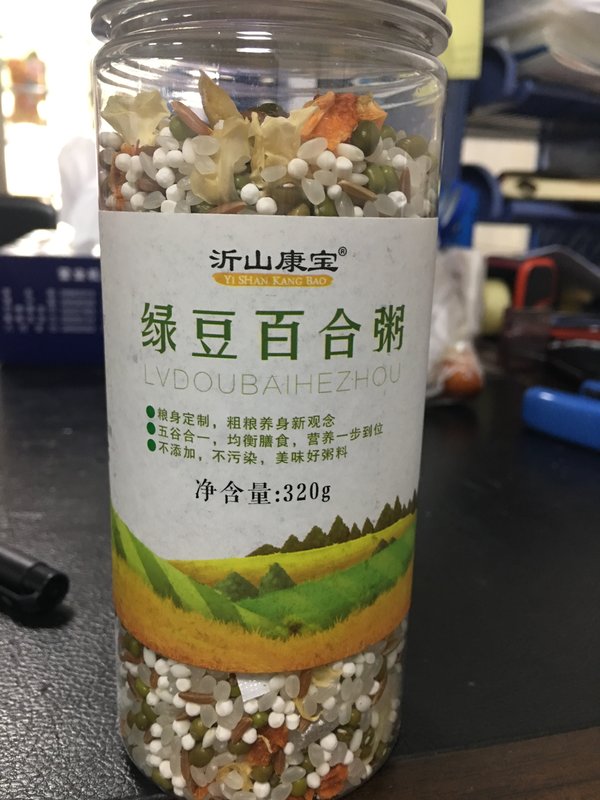 沂山康宝®
YI SHAN KANG BAO
绿豆百合粥
LVDOUBAIHEZHOU
粮身定制，粗粮养身新观念
五谷合一，均衡膳食，营养一步到位
不添加，不污染，美味好粥料
净含量:320g